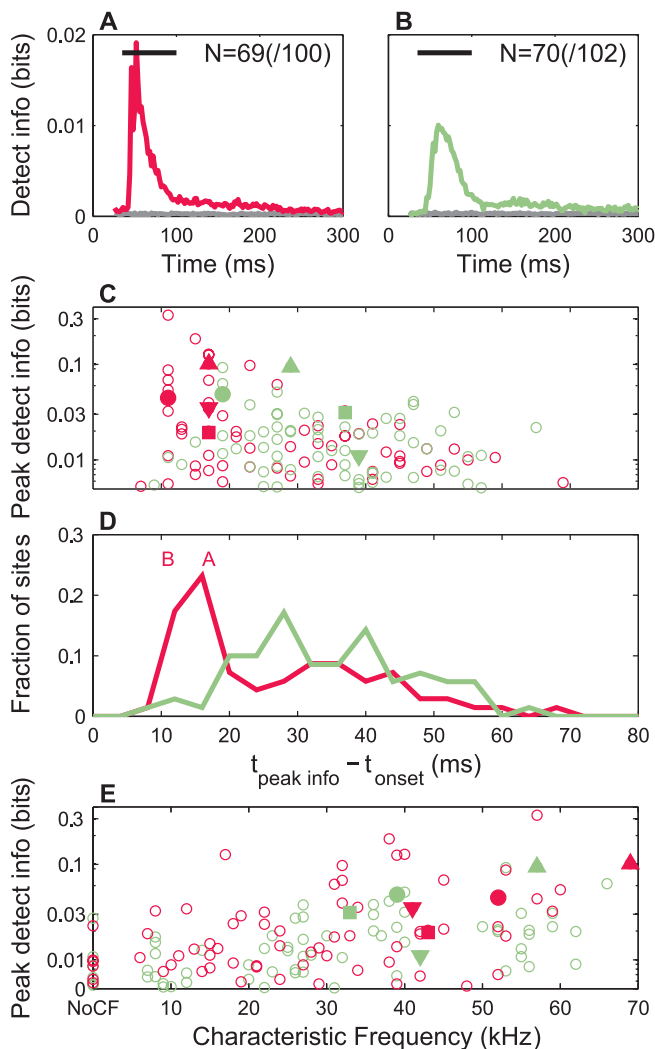 A
B
Detect info (bits)
0.02
0.01
0
N=69(/100)
N=70(/102)
0 100 200 300
0 100 200 300
Time (ms)
Time (ms)
C
Peak detect info (bits)
0.3
0.1
0.03
0.01
D
Fraction of sites
0.3
0.2
0.1
0
B A
0 10 20 30 40 50 60 70 80
t peak info − t onset (ms)
E
Peak detect info (bits)
0.3
0.1
0.03
0.01
0
NoCF 10 20 30 40 50 60 70
Characteristic Frequency (kHz)